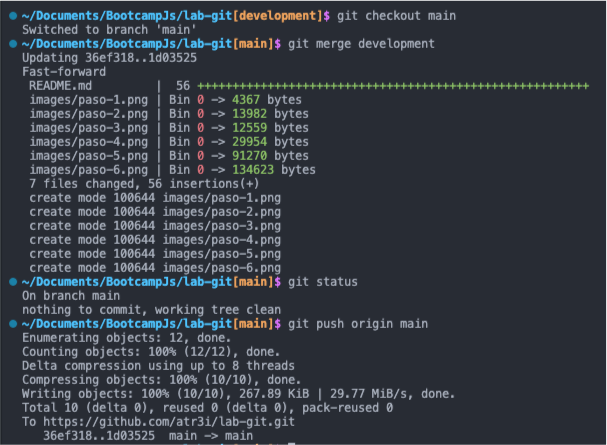 ~/Documents/BootcampJs/lab-git[development]$ git checkout main
Switched to branch 'main'
~/Documents/BootcampJs/lab-git[main]$ git merge development
Updating 36ef318..1d03525
Fast-forward
README.md | 56 ++++++++++++++++++++++++++++++++++++++++++++++++++++++++
images/paso-1.png | Bin 0 -> 4367 bytes
images/paso-2.png | Bin 0 -> 13982 bytes
images/paso-3.png | Bin 0 -> 12559 bytes
images/paso-4.png | Bin 0 -> 29954 bytes
images/paso-5.png | Bin 0 -> 91270 bytes
images/paso-6.png | Bin 0 -> 134623 bytes
7 files changed, 56 insertions(+)
create mode 100644 images/paso-1.png
create mode 100644 images/paso-2.png
create mode 100644 images/paso-3.png
create mode 100644 images/paso-4.png
create mode 100644 images/paso-5.png
create mode 100644 images/paso-6.png
~/Documents/BootcampJs/lab-git[main]$ git status
On branch main
nothing to commit, working tree clean
~/Documents/BootcampJs/lab-git[main]$ git push origin main
Enumerating objects: 12, done.
Counting objects: 100% (12/12), done.
Delta compression using up to 8 threads
Compressing objects: 100% (10/10), done.
Writing objects: 100% (10/10), 267.89 KiB | 29.77 MiB/s, done.
Total 10 (delta 0), reused 0 (delta 0), pack-reused 0
To https://github.com/atr3i/lab-git.git
36ef318..1d03525 main -> main